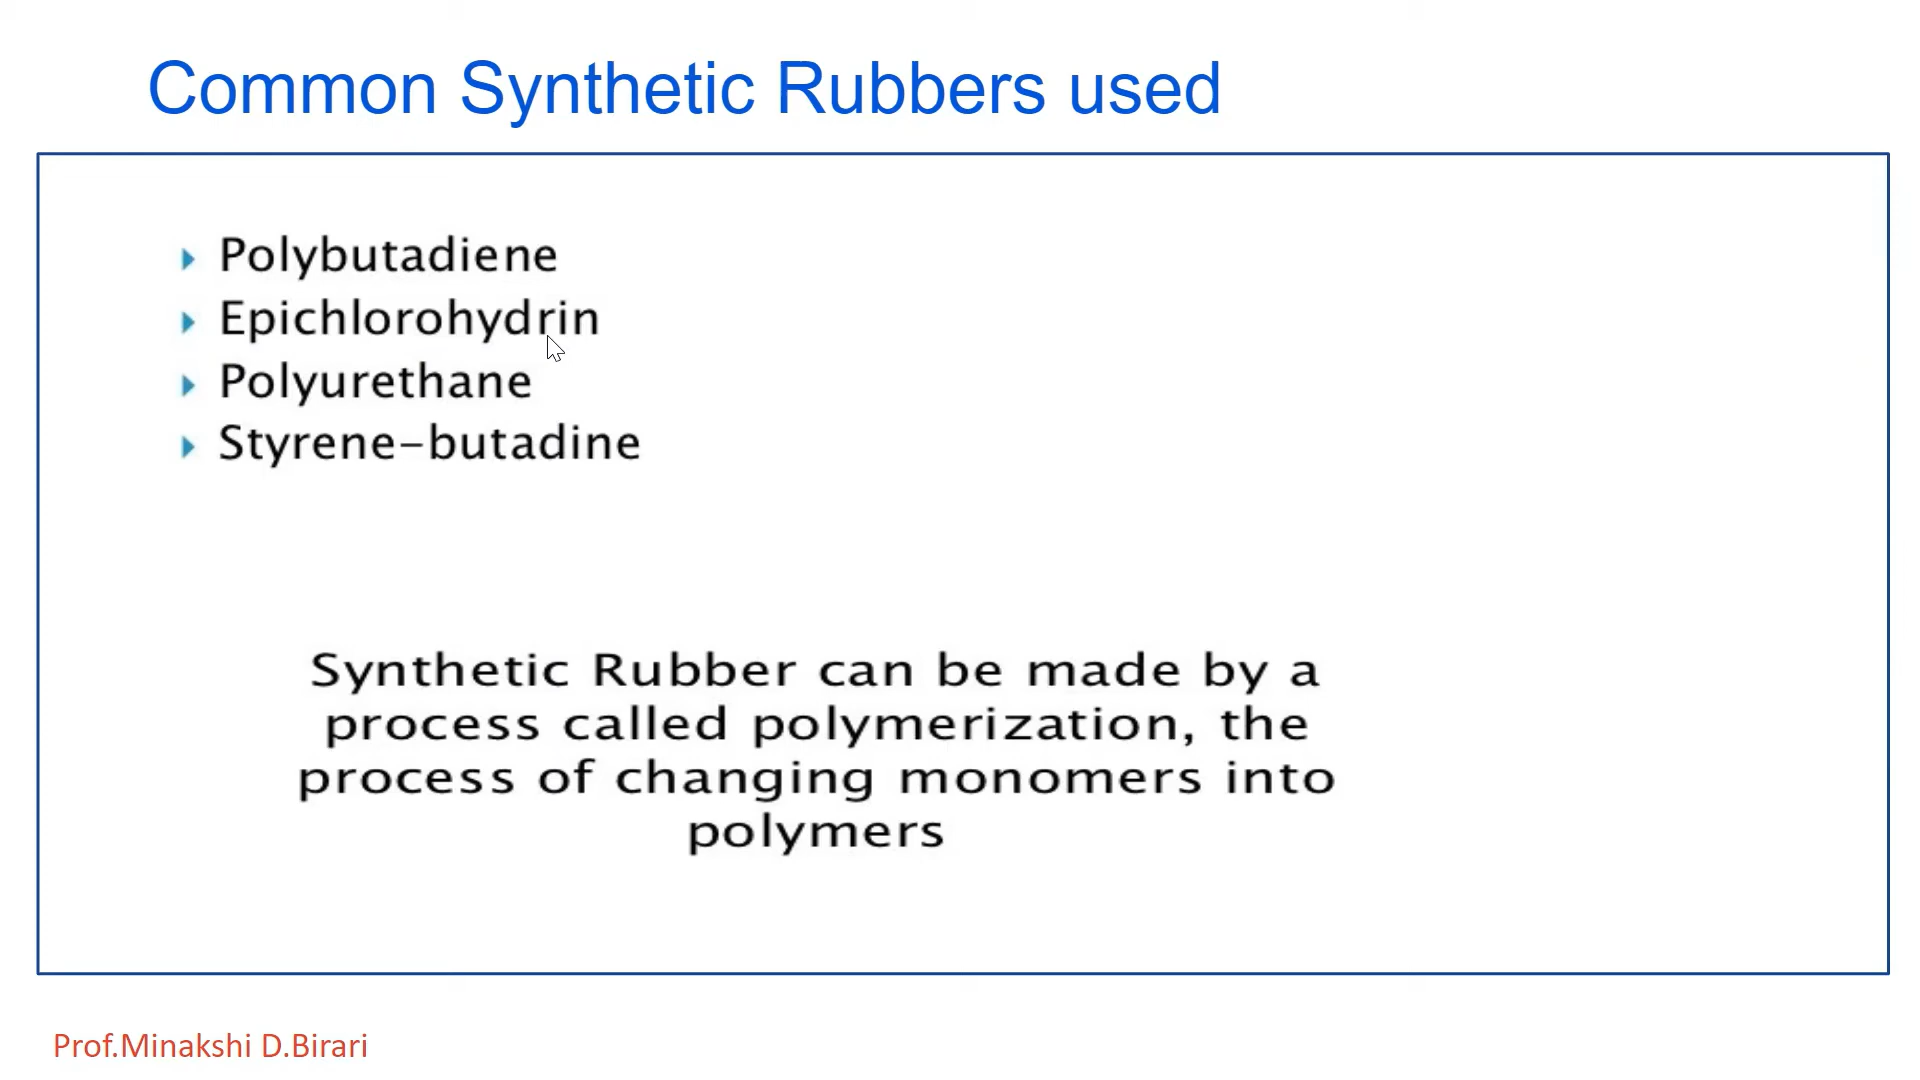 Common Synthetic Rubbers used
Polybutadiene
Epichlorohydrin
Polyurethane
Styrene-butadine
Synthetic Rubber can be made by a
process called polymerization, the
process of changing monomers into
polymers
Prof.Minakshi D.Birari